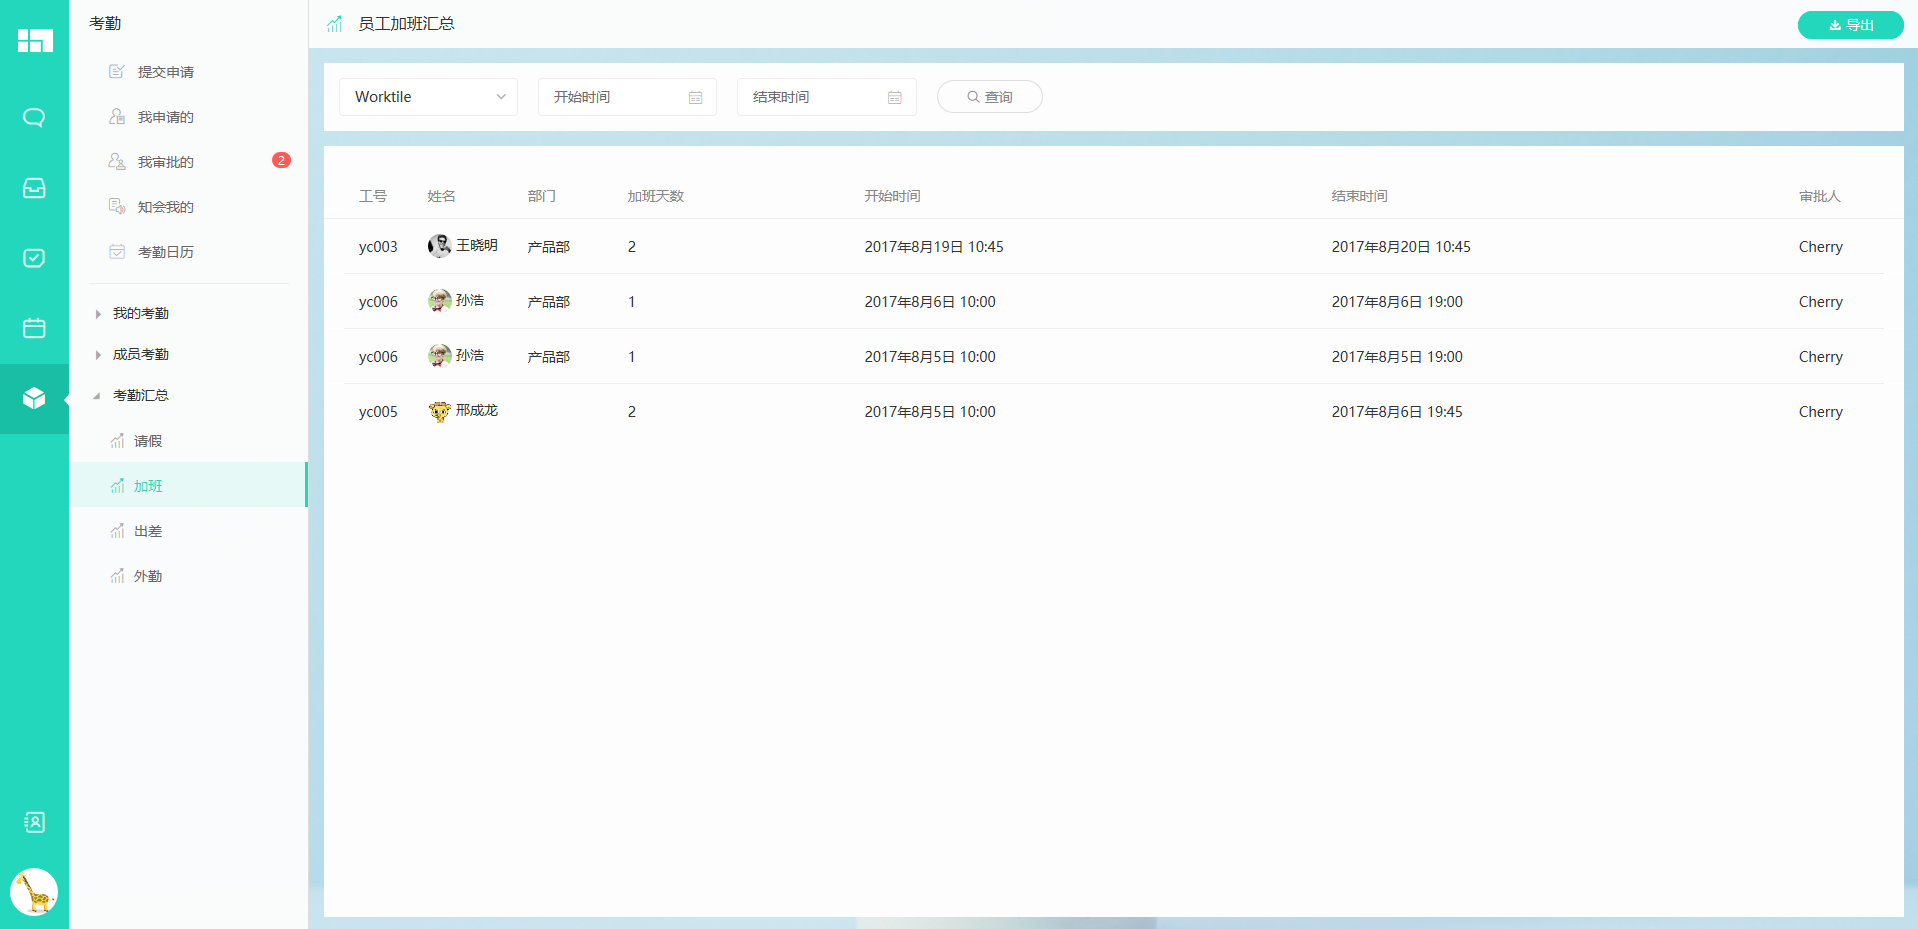 考勤
提交申请
我申请的
我审批的 2
知会我的
考勤日历
我的考勤
成员考勤
考勤汇总
请假
加班
出差
外勤
员工加班汇总 导出
Worktile 开始时间 结束时间 查询
工号 姓名 部门 加班天数 开始时间 结束时间 审批人
yc003 王晓明 产品部 2 2017年8月19日 10:45 2017年8月20日 10:45 Cherry
yc006 孙浩 产品部 1 2017年8月6日 10:00 2017年8月6日 19:00 Cherry
yc006 孙浩 产品部 1 2017年8月5日 10:00 2017年8月5日 19:00 Cherry
yc005 邢成龙 2 2017年8月5日 10:00 2017年8月6日 19:45 Cherry